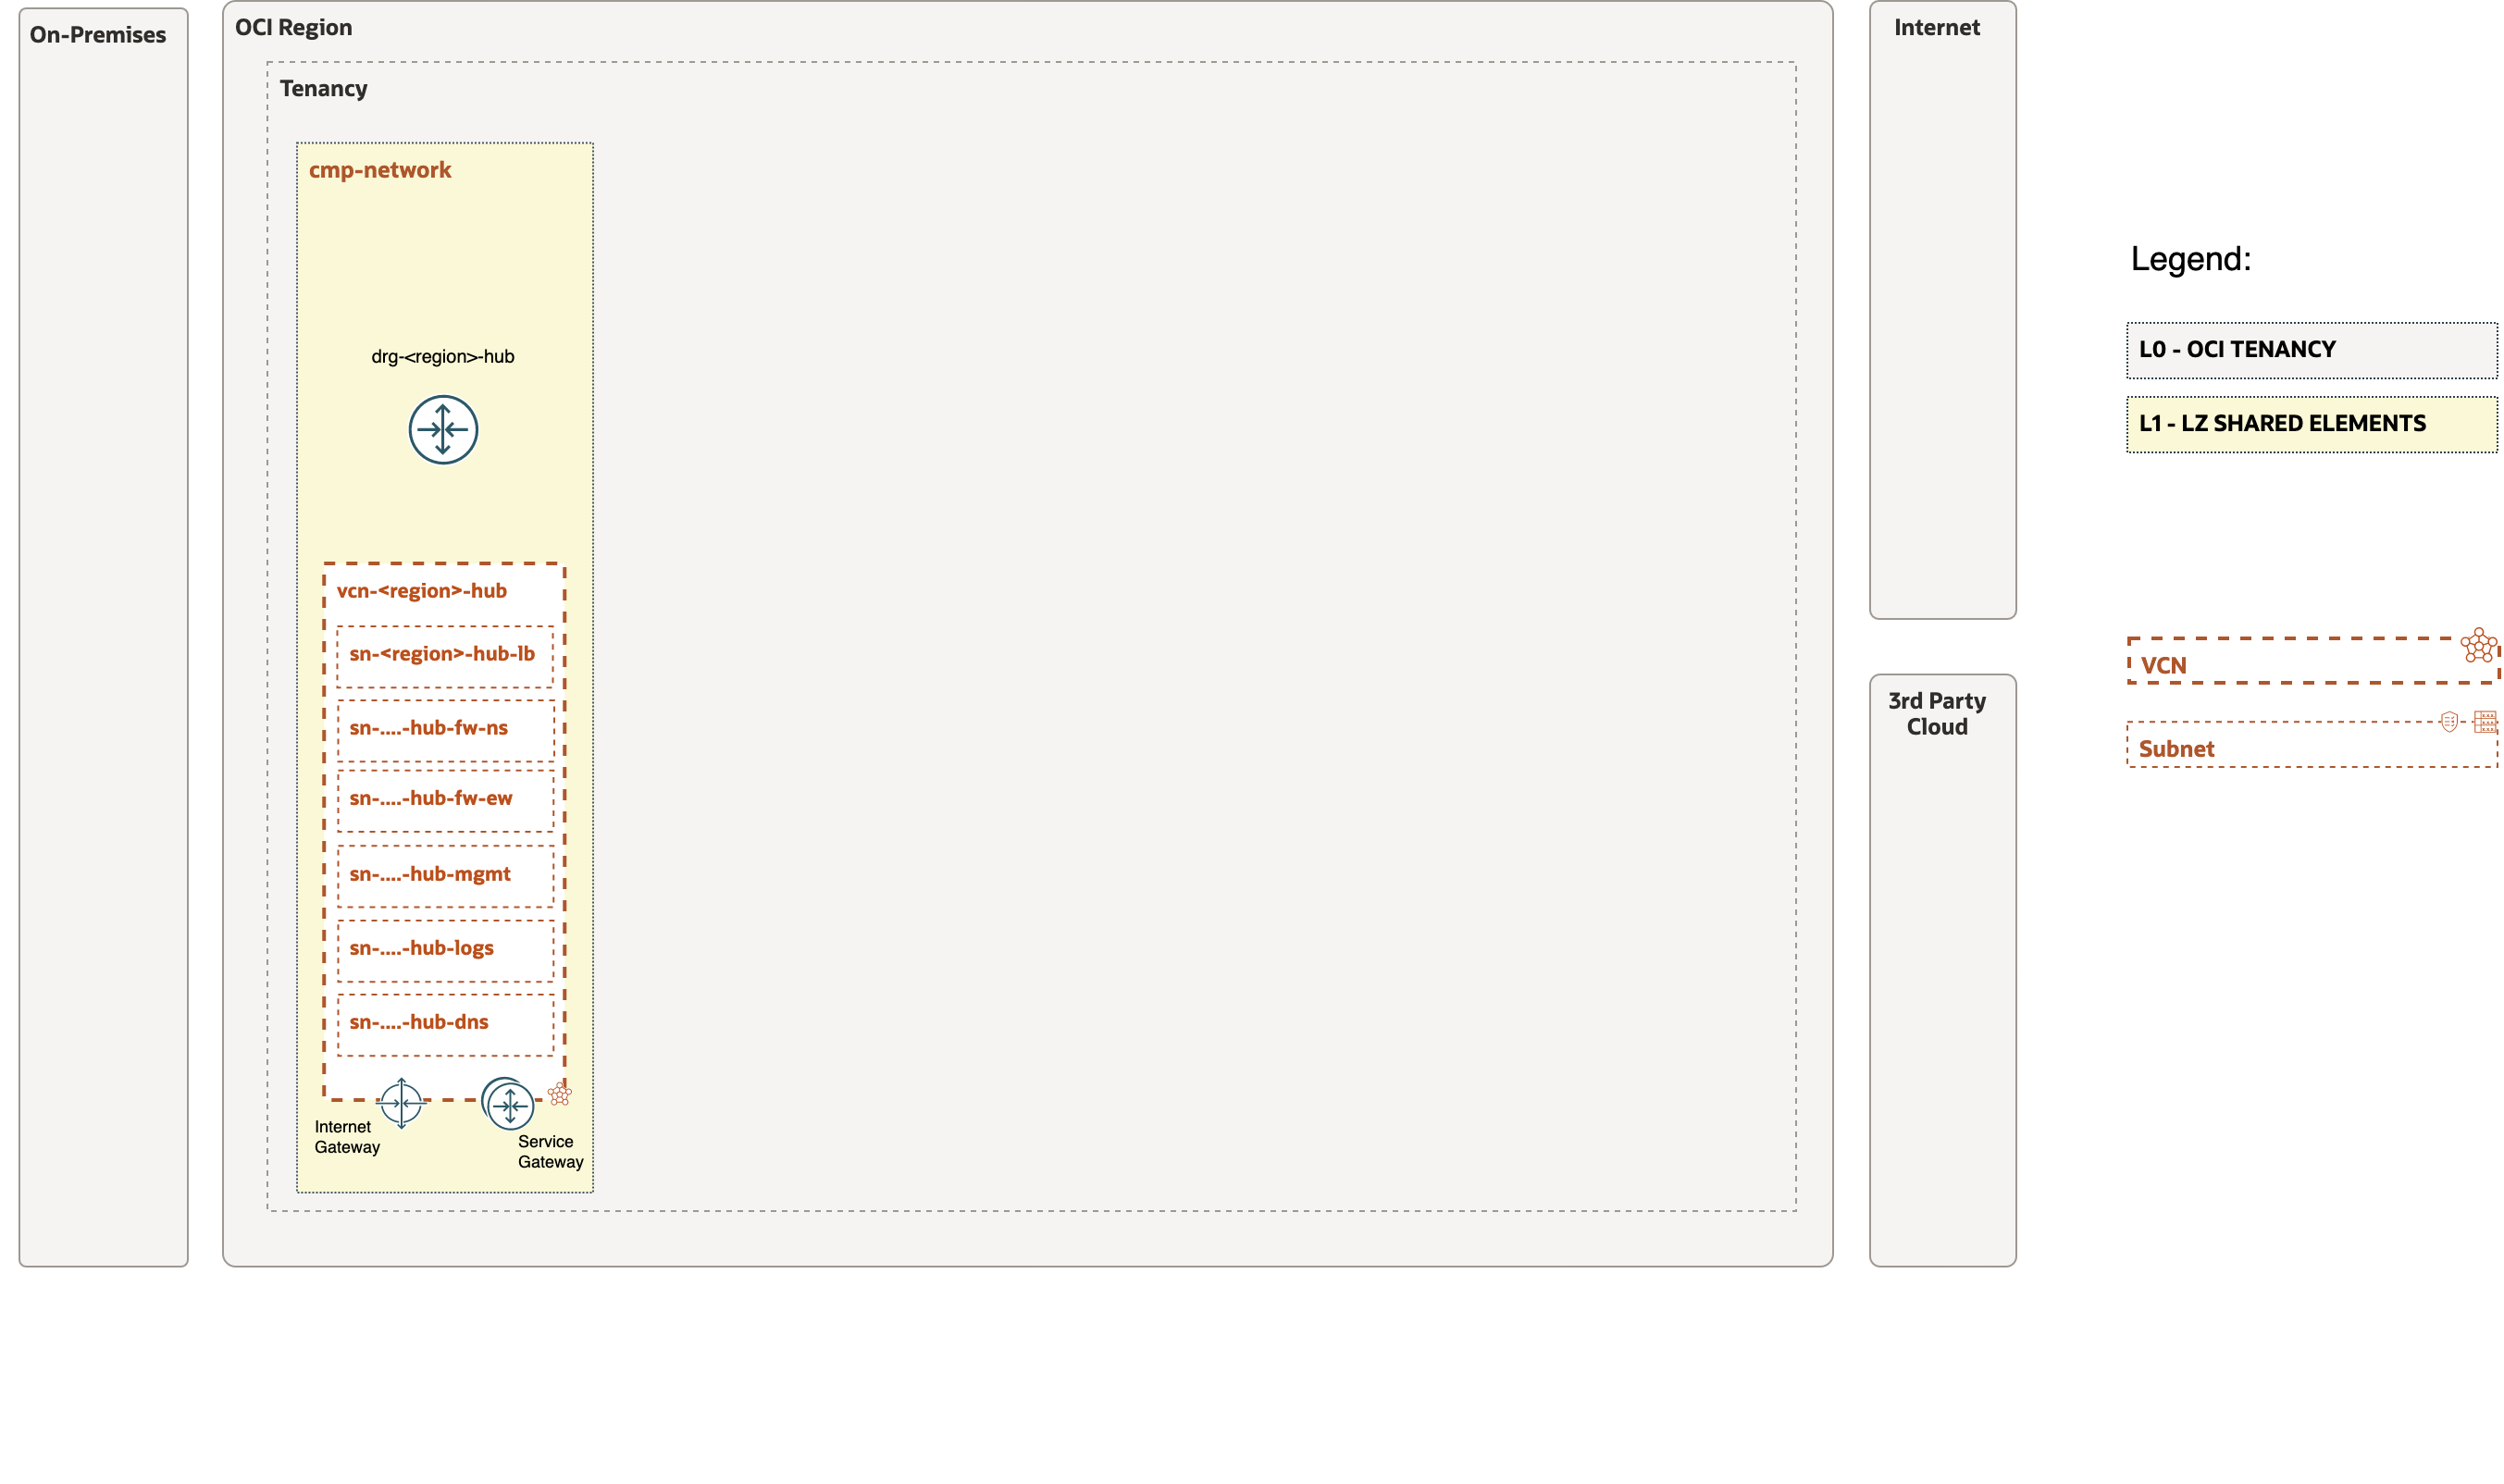 On-Premises
OCI Region
Tenancy
cmp-network
drg-<region>-hub
vcn-<region>-hub
sn-<region>-hub-lb
sn-....-hub-fw-ns
sn-....-hub-fw-ew
sn-....-hub-mgmt
sn-....-hub-logs
sn-....-hub-dns
Internet
Gateway
Service
Gateway
Internet
3rd Party
Cloud
Legend:
L0 - OCI TENANCY
L1 - LZ SHARED ELEMENTS
VCN
Subnet